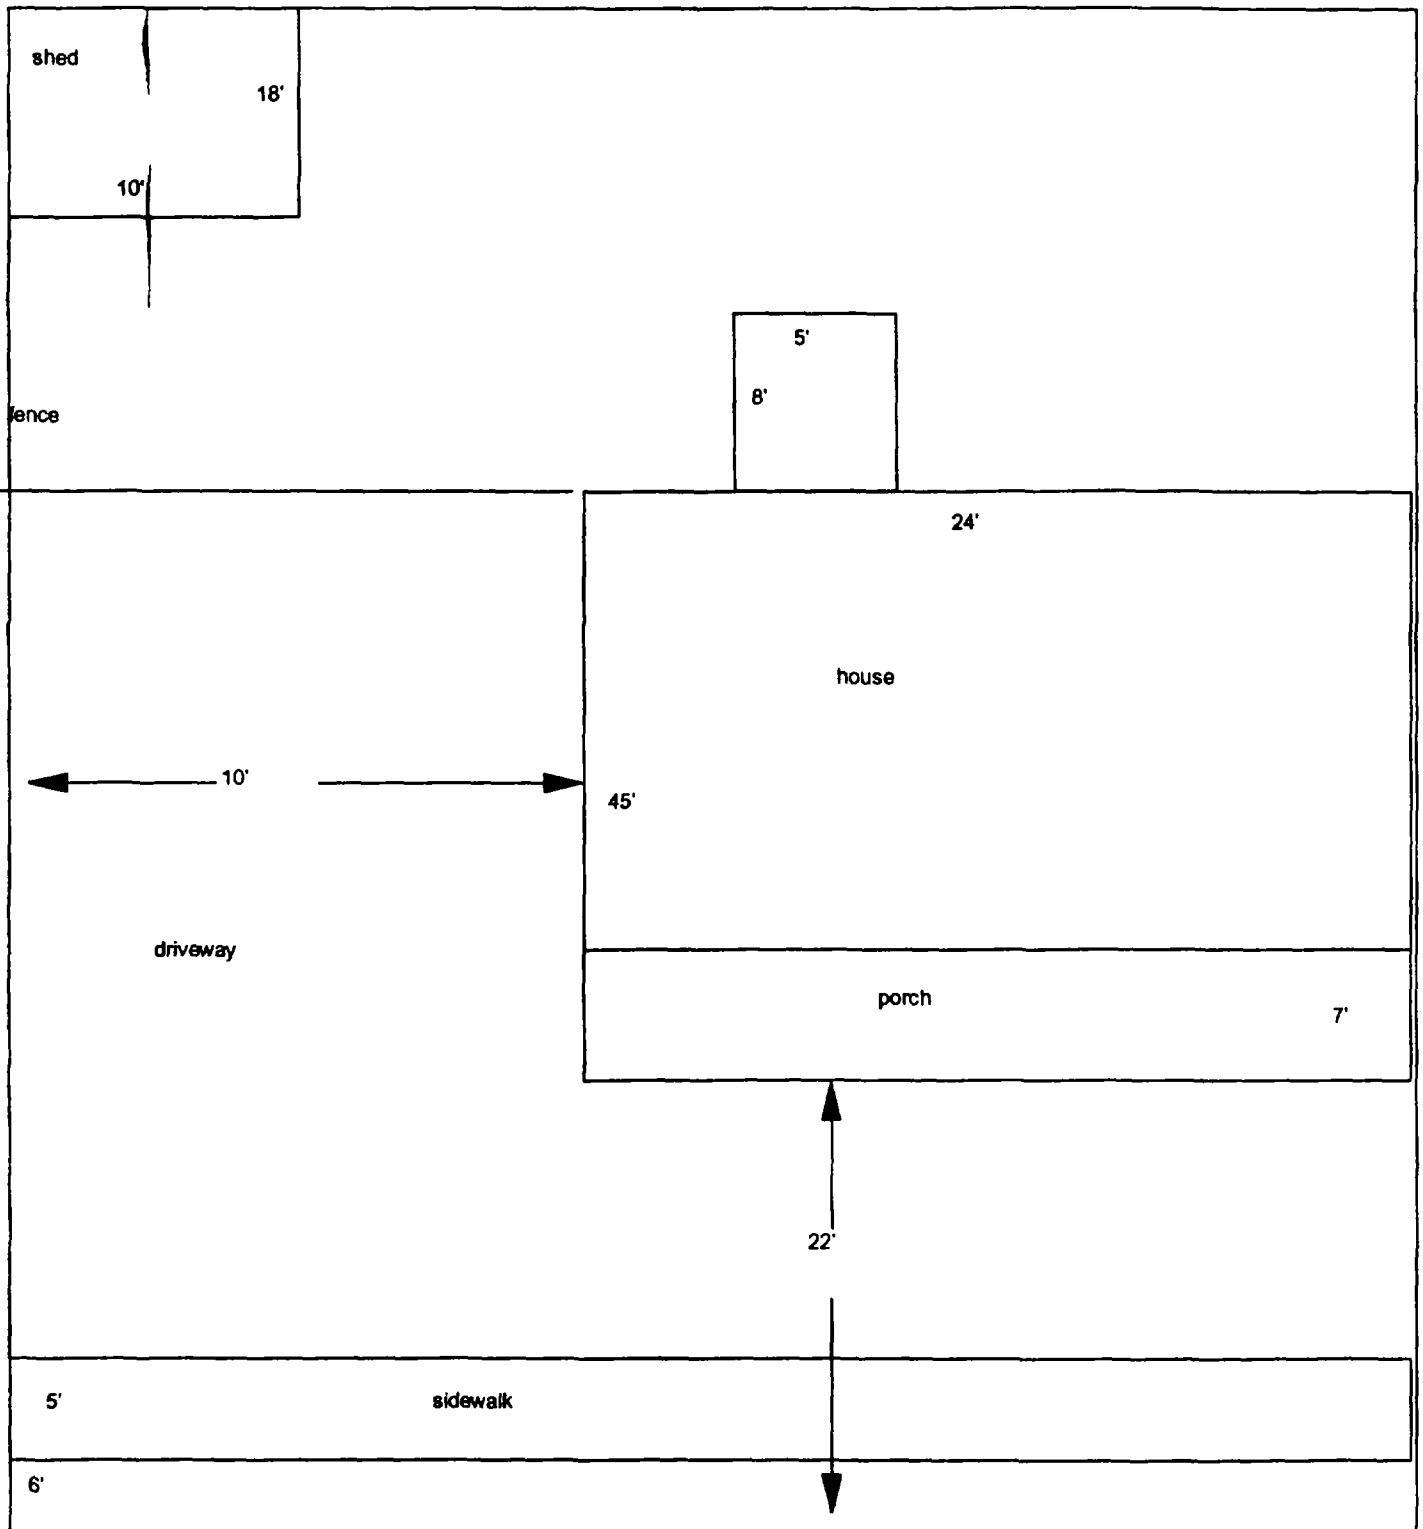 shed
18'
10'
5'
8'
fence
24'
house
10'
45'
driveway
porch
7'
22'
5'
sidewalk
6'